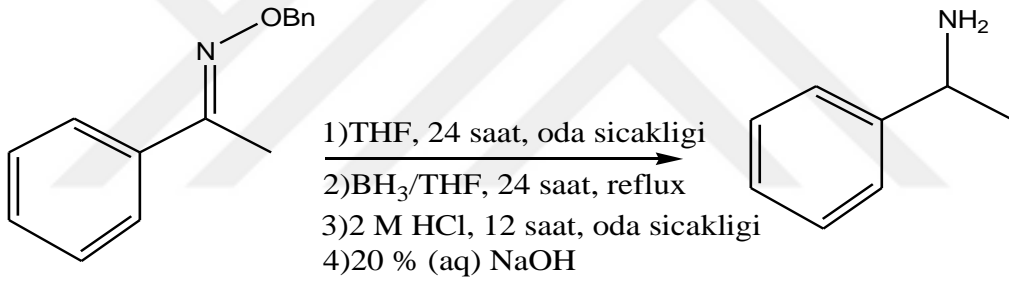 OBn
N
NH₂
1)THF, 24 saat, oda sicakligi
2)BH₃/THF, 24 saat, reflux
3)2 M HCl, 12 saat, oda sicakligi
4)20 % (aq) NaOH